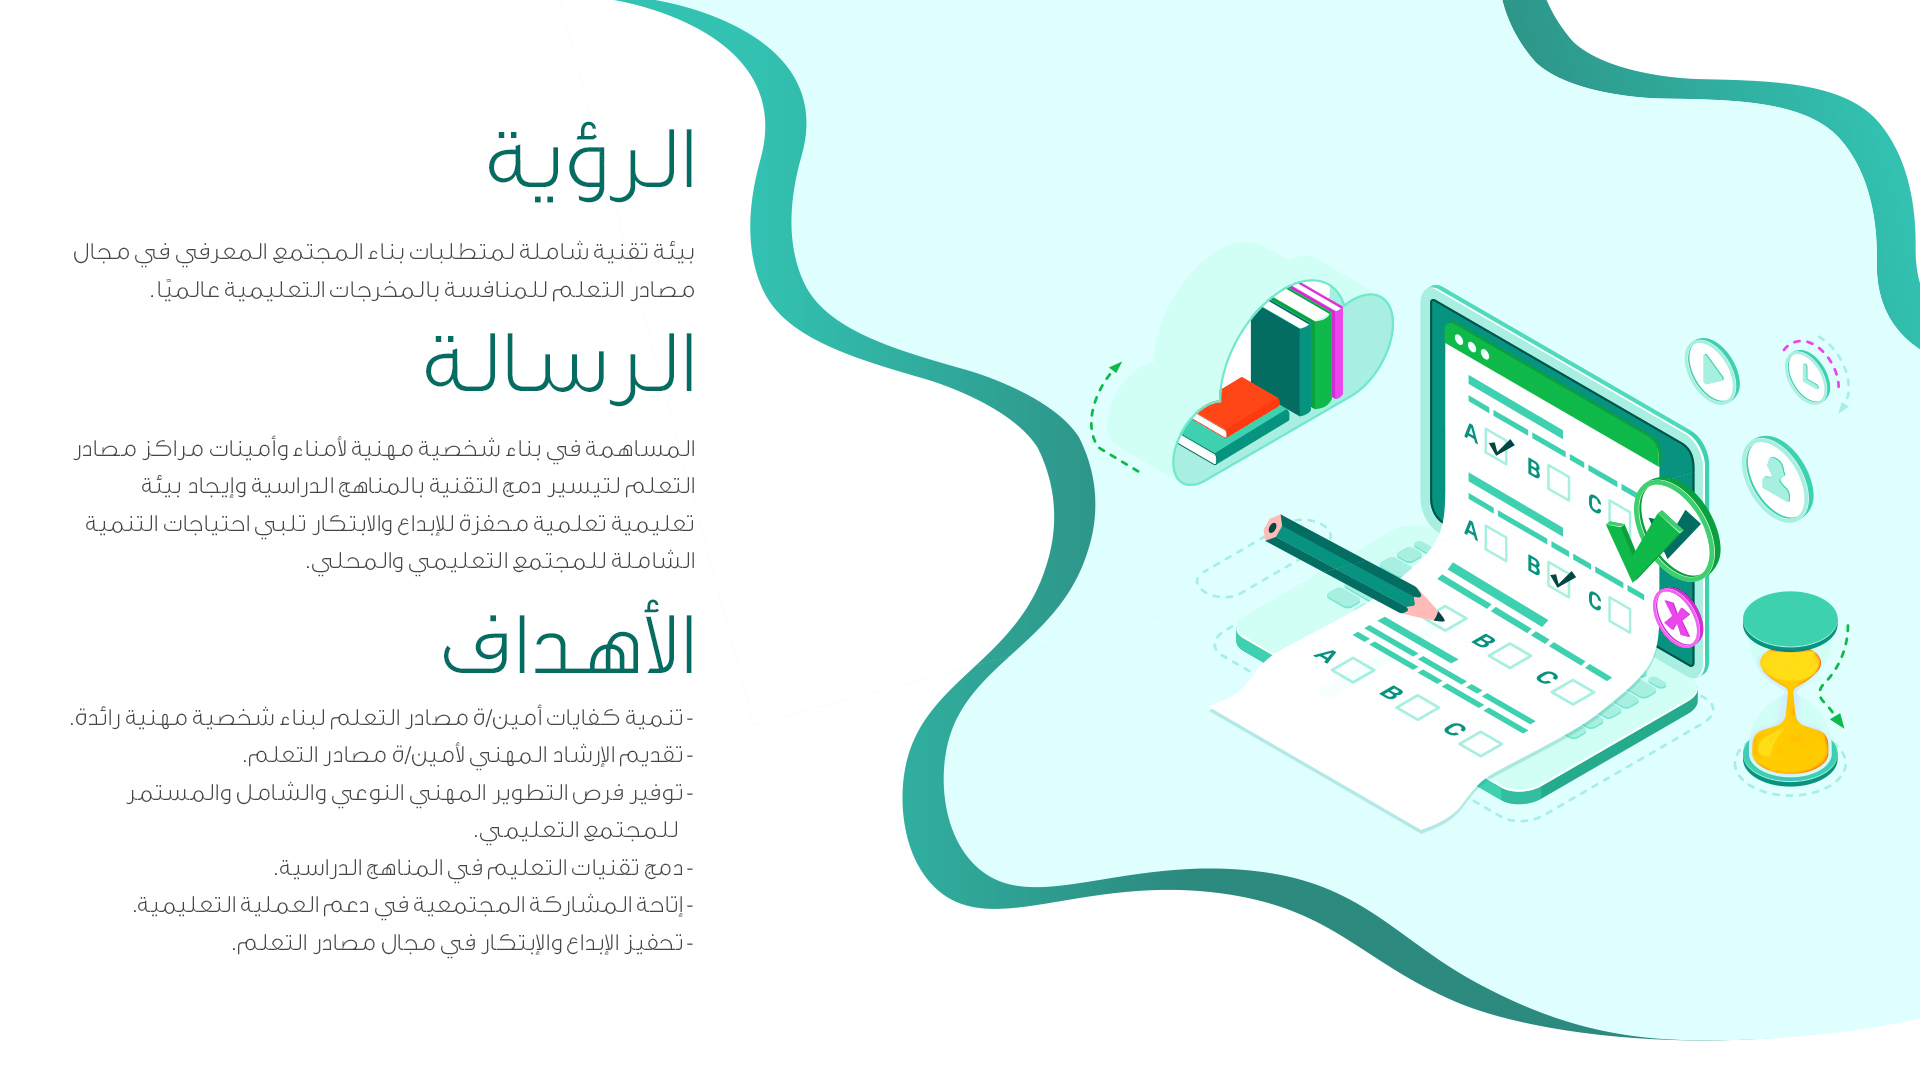 الرؤية
بيئة تقنية شاملة لمتطلبات بناء المجتمع المعرفي في مجال
مصادر التعلم للمنافسة بالمخرجات التعليمية عالميًا.
الرسالة
المساهمة في بناء شخصية مهنية لأمناء وأمينات مراكز مصادر
التعلم لتيسير دمج التقنية بالمناهج الدراسية وإيجاد بيئة
تعليمية تعلمية محفزة للإبداع والابتكار تلبي احتياجات التنمية
الشاملة للمجتمع التعليمي والمحلي.
الأهداف
- تنمية كفايات أمين/ة مصادر التعلم لبناء شخصية مهنية رائدة.
- تقديم الإرشاد المهني لأمين/ة مصادر التعلم.
- توفير فرص التطوير المهني النوعي والشامل والمستمر
للمجتمع التعليمي.
- دمج تقنيات التعليم في المناهج الدراسية.
- إتاحة المشاركة المجتمعية في دعم العملية التعليمية.
- تحفيز الإبداع والإبتكار في مجال مصادر التعلم.
A B C
A B C
B C
A B C